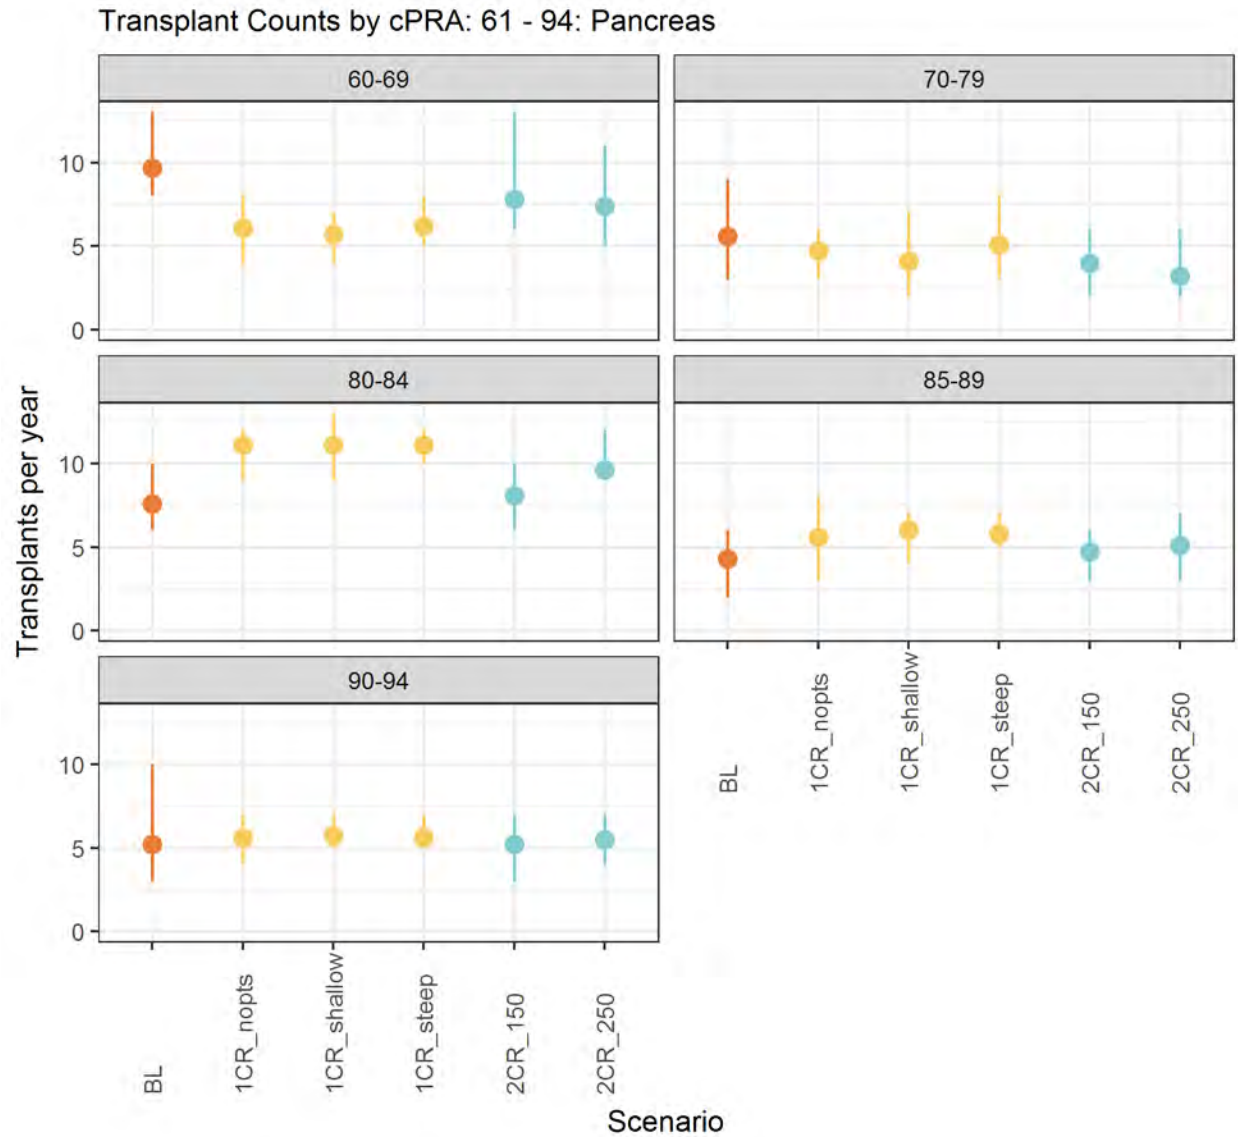 Transplant Counts by cPRA: 61 - 94: Pancreas
60-69
70-79
10
5
0
80-84
85-89
10
5
0
90-94
10
5
0
Transplants per year
BL
1CR_nopts
1CR_shallow
1CR_steep
2CR_150
2CR_250
BL
1CR_nopts
1CR_shallow
1CR_steep
2CR_150
2CR_250
Scenario